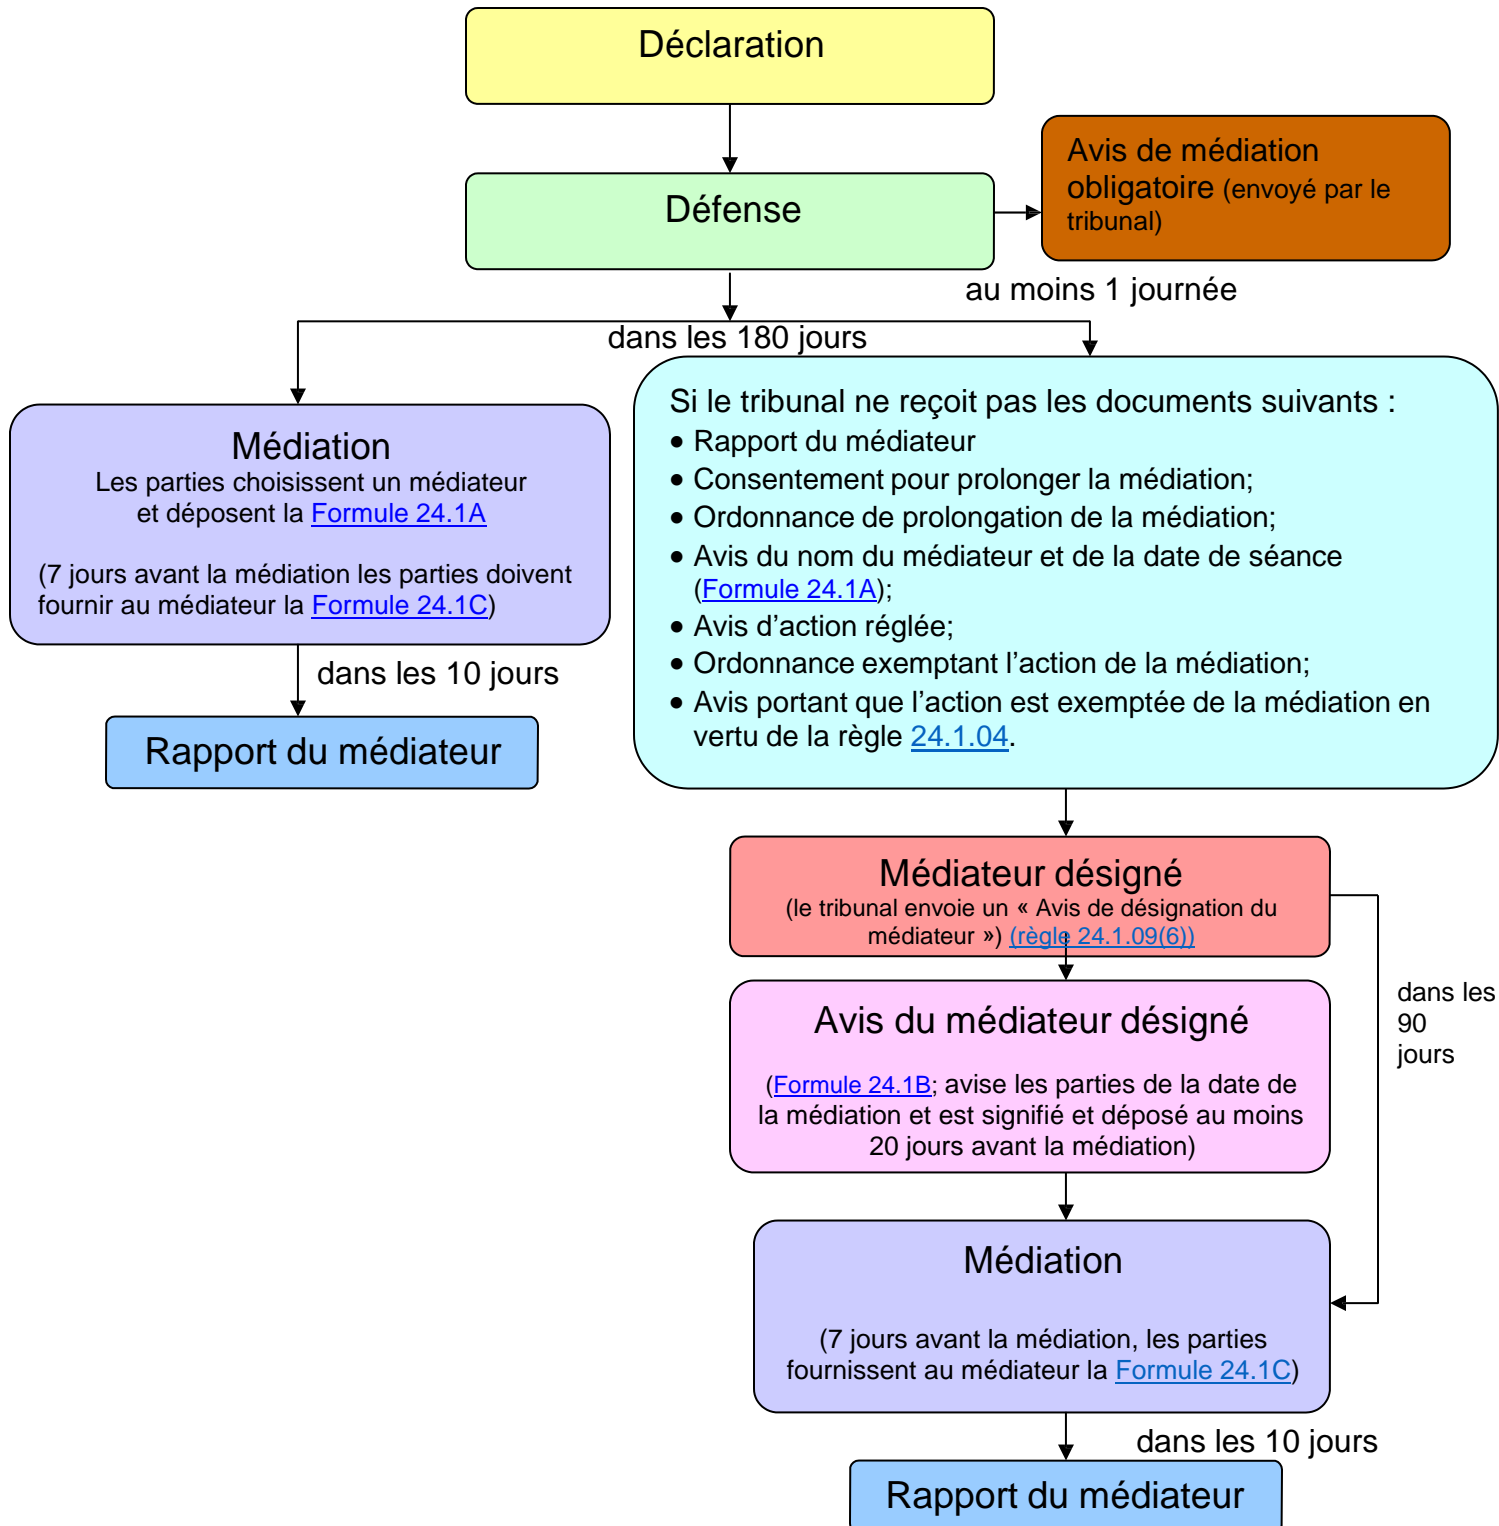 Déclaration
Avis de médiation
obligatoire (envoyé par le
tribunal)
Défense
au moins 1 journée
dans les 180 jours
Médiation
Les parties choisissent un médiateur
et déposent la Formule 24.1A
(7 jours avant la médiation les parties doivent
fournir au médiateur la Formule 24.1C)
dans les 10 jours
Rapport du médiateur
Si le tribunal ne reçoit pas les documents suivants :
• Rapport du médiateur
• Consentement pour prolonger la médiation;
• Ordonnance de prolongation de la médiation;
• Avis du nom du médiateur et de la date de séance
(Formule 24.1A);
• Avis d’action réglée;
• Ordonnance exemptant l’action de la médiation;
• Avis portant que l’action est exemptée de la médiation en
vertu de la règle 24.1.04.
Médiateur désigné
(le tribunal envoie un « Avis de désignation du
médiateur ») (règle 24.1.09(6))
Avis du médiateur désigné
(Formule 24.1B; avise les parties de la date de
la médiation et est signifié et déposé au moins
20 jours avant la médiation)
dans les
90
jours
Médiation
(7 jours avant la médiation, les parties
fournissent au médiateur la Formule 24.1C)
dans les 10 jours
Rapport du médiateur